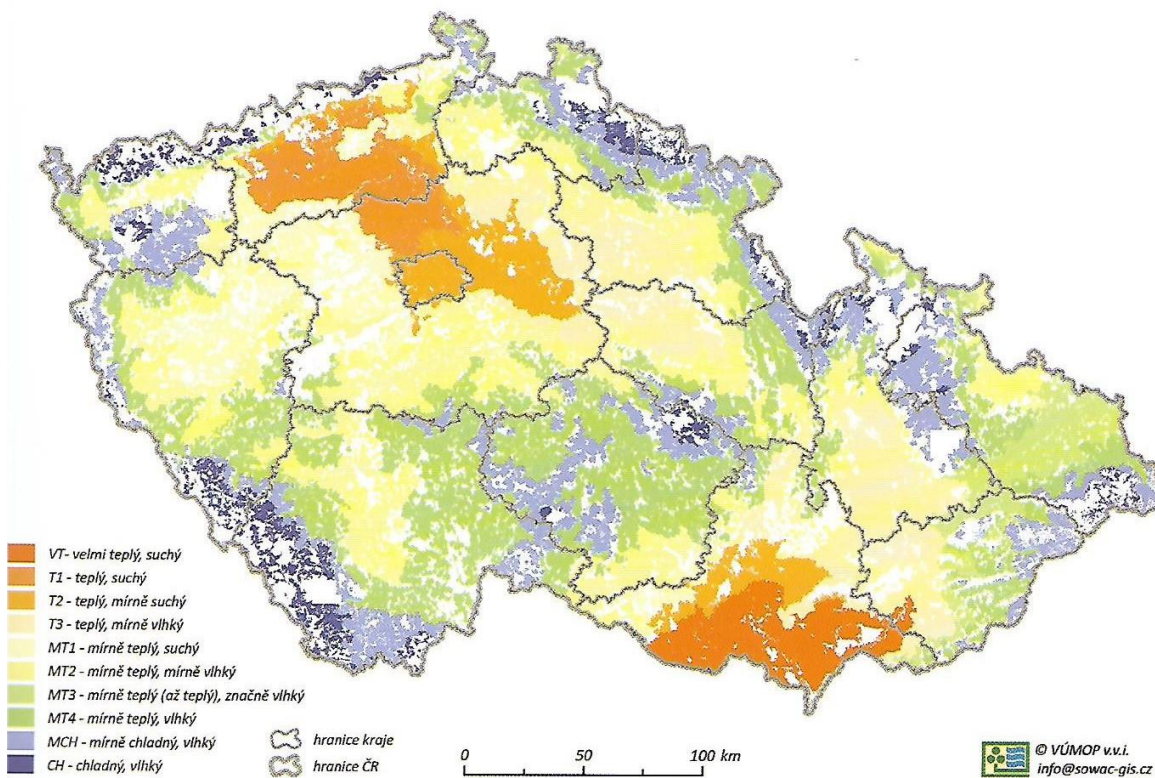 VT- velmi teplý, suchý
T1 - teplý, suchý
T2 - teplý, mírně suchý
T3 - teplý, mírně vlhký
MT1 - mírně teplý, suchý
MT2 - mírně teplý, mírně vlhký
MT3 - mírně teplý (až teplý), značně vlhký
MT4 - mírně teplý, vlhký
MCH - mírně chladný, vlhký
CH - chladný, vlhký
hranice kraje
hranice ČR
0 50 100 km
© VÚMOP v.v.i.
info@sowac-gis.cz